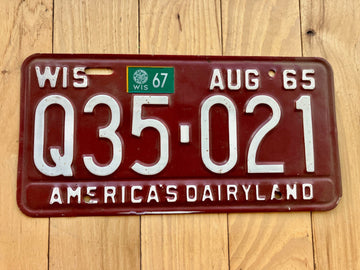 WIS WIS 67 AUG 65
Q35-021
AMERICA'S DAIRYLAND